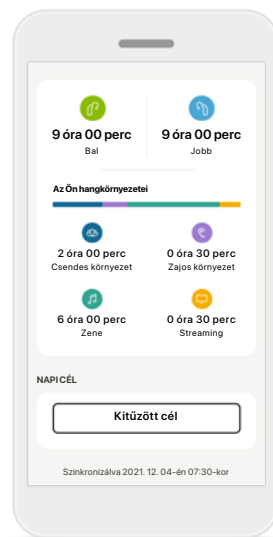 9 óra 00 perc
Bal
9 óra 00 perc
Jobb
Az Ön hangkörnyezetei
2 óra 00 perc
Csendes környezet
0 óra 30 perc
Zajos környezet
6 óra 00 perc
Zene
0 óra 30 perc
Streaming
NAPI CÉL
Kitűzött cél
Szinkronizálva 2021. 12. 04-én 07:30-kor